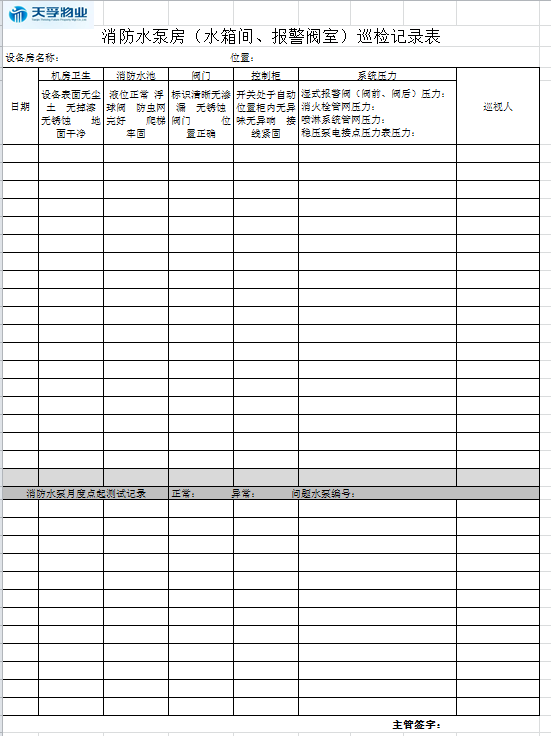 天孚物业
消防水泵房（水箱间、报警阀室）巡检记录表
设备房名称： 位置：
日期 机房卫生 消防水池 阀门 控制柜 系统压力 巡视人
设备表面无尘
土 无掉漆
无锈蚀 地
面干净
液位正常 浮
球阀 防虫网
完好 爬梯
牢固
标识清晰无渗
漏 无锈蚀
阀门 位
置正确
开关处于自动
位置柜内无异
味无异响 接
线紧固
湿式报警阀（阀前、阀后）压力：
消火栓管网压力：
喷淋系统管网压力：
稳压泵电接点压力表压力：
消防水泵月度点起测试记录 正常： 异常： 问题水泵编号：
主管签字：